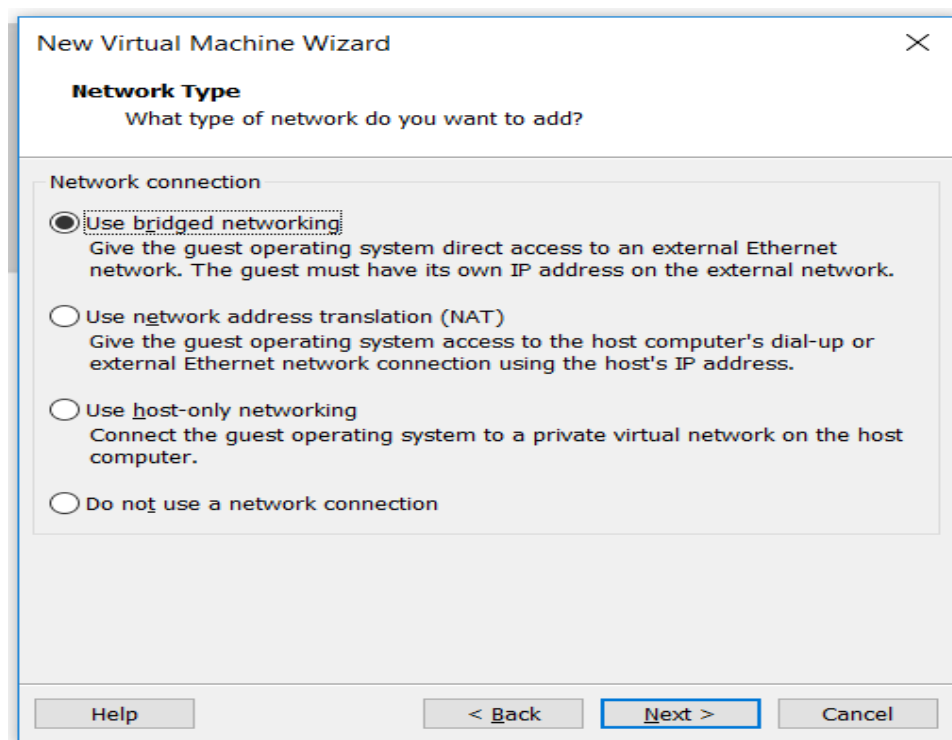 New Virtual Machine Wizard
Network Type
What type of network do you want to add?
Network connection
Use bridged networking
Give the guest operating system direct access to an external Ethernet
network. The guest must have its own IP address on the external network.
Use network address translation (NAT)
Give the guest operating system access to the host computer's dial-up or
external Ethernet network connection using the host's IP address.
Use host-only networking
Connect the guest operating system to a private virtual network on the host
computer.
Do not use a network connection
Help
< Back
Next >
Cancel